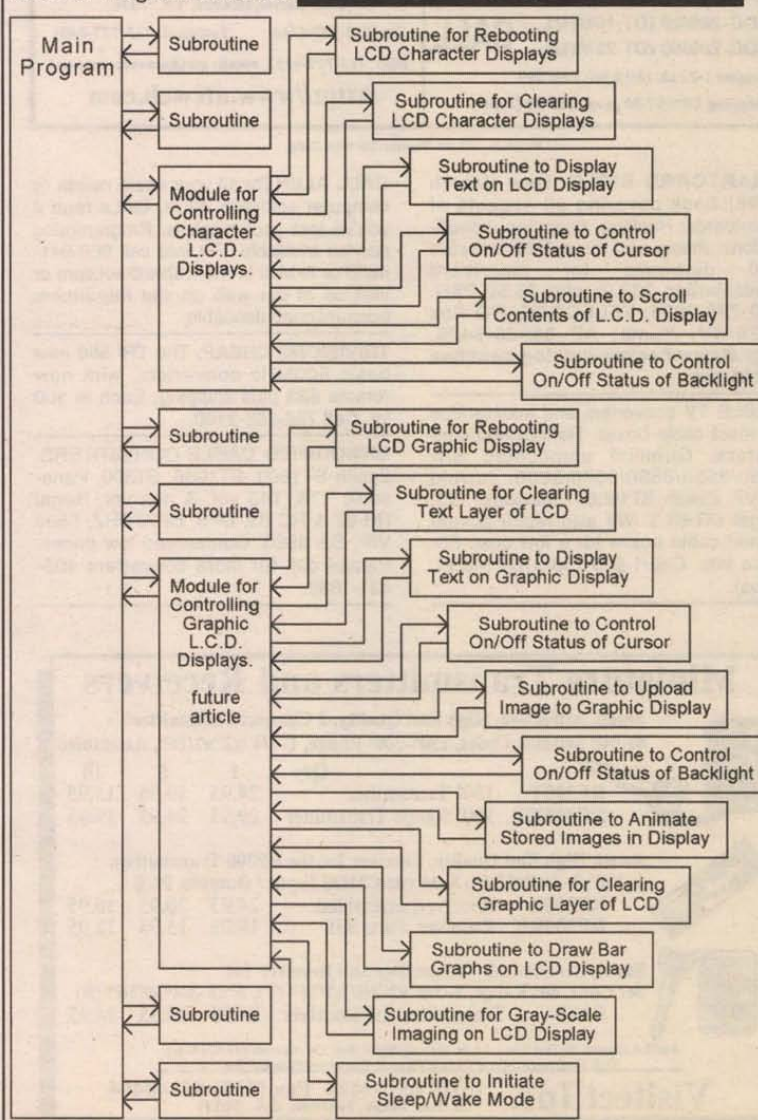 Main
Program
Subroutine
Subroutine
Module for
Controlling
Character
L.C.D.
Displays.
Subroutine for Rebooting
LCD Character Displays
Subroutine for Clearing
LCD Character Displays
Subroutine to Display
Text on LCD Display
Subroutine to Control
On/Off Status of Cursor
Subroutine to Scroll
Contents of L.C.D. Display
Subroutine to Control
On/Off Status of Backlight
Subroutine
Subroutine
Module for
Controlling
Graphic
L.C.D.
Displays.
future
article
Subroutine for Rebooting
LCD Graphic Display
Subroutine for Clearing
Text Layer of LCD
Subroutine to Display
Text on Graphic Display
Subroutine to Control
On/Off Status of Cursor
Subroutine to Upload
Image to Graphic Display
Subroutine to Control
On/Off Status of Backlight
Subroutine to Animate
Stored Images in Display
Subroutine for Clearing
Graphic Layer of LCD
Subroutine to Draw Bar
Graphs on LCD Display
Subroutine for Gray-Scale
Imaging on LCD Display
Subroutine to Initiate
Sleep/Wake Mode
Subroutine
Subroutine